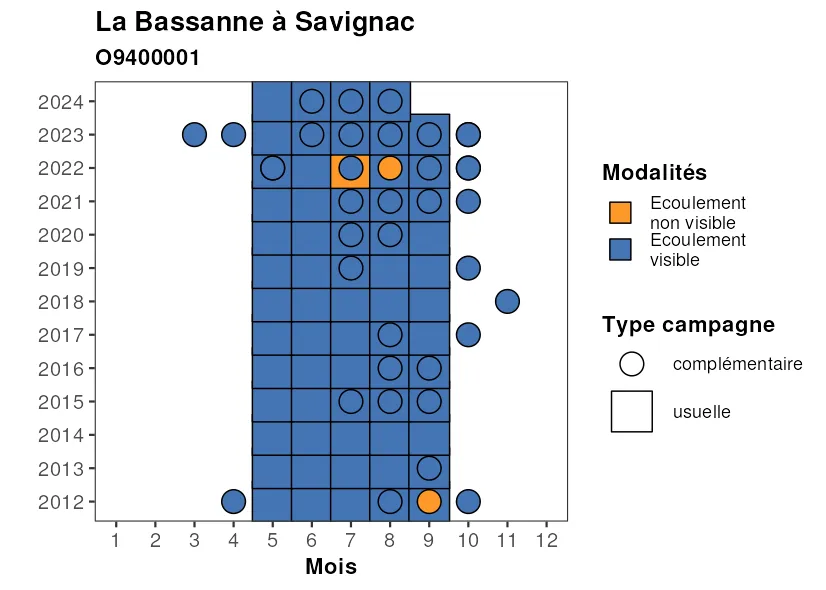 La Bassanne à Savignac
O9400001
2024
2023
2022
2021
2020
2019
2018
2017
2016
2015
2014
2013
2012
1 2 3 4 5 6 7 8 9 10 11 12
Mois
Modalités
Ecoulement
non visible
Ecoulement
visible
Type campagne
complémentaire
usuelle